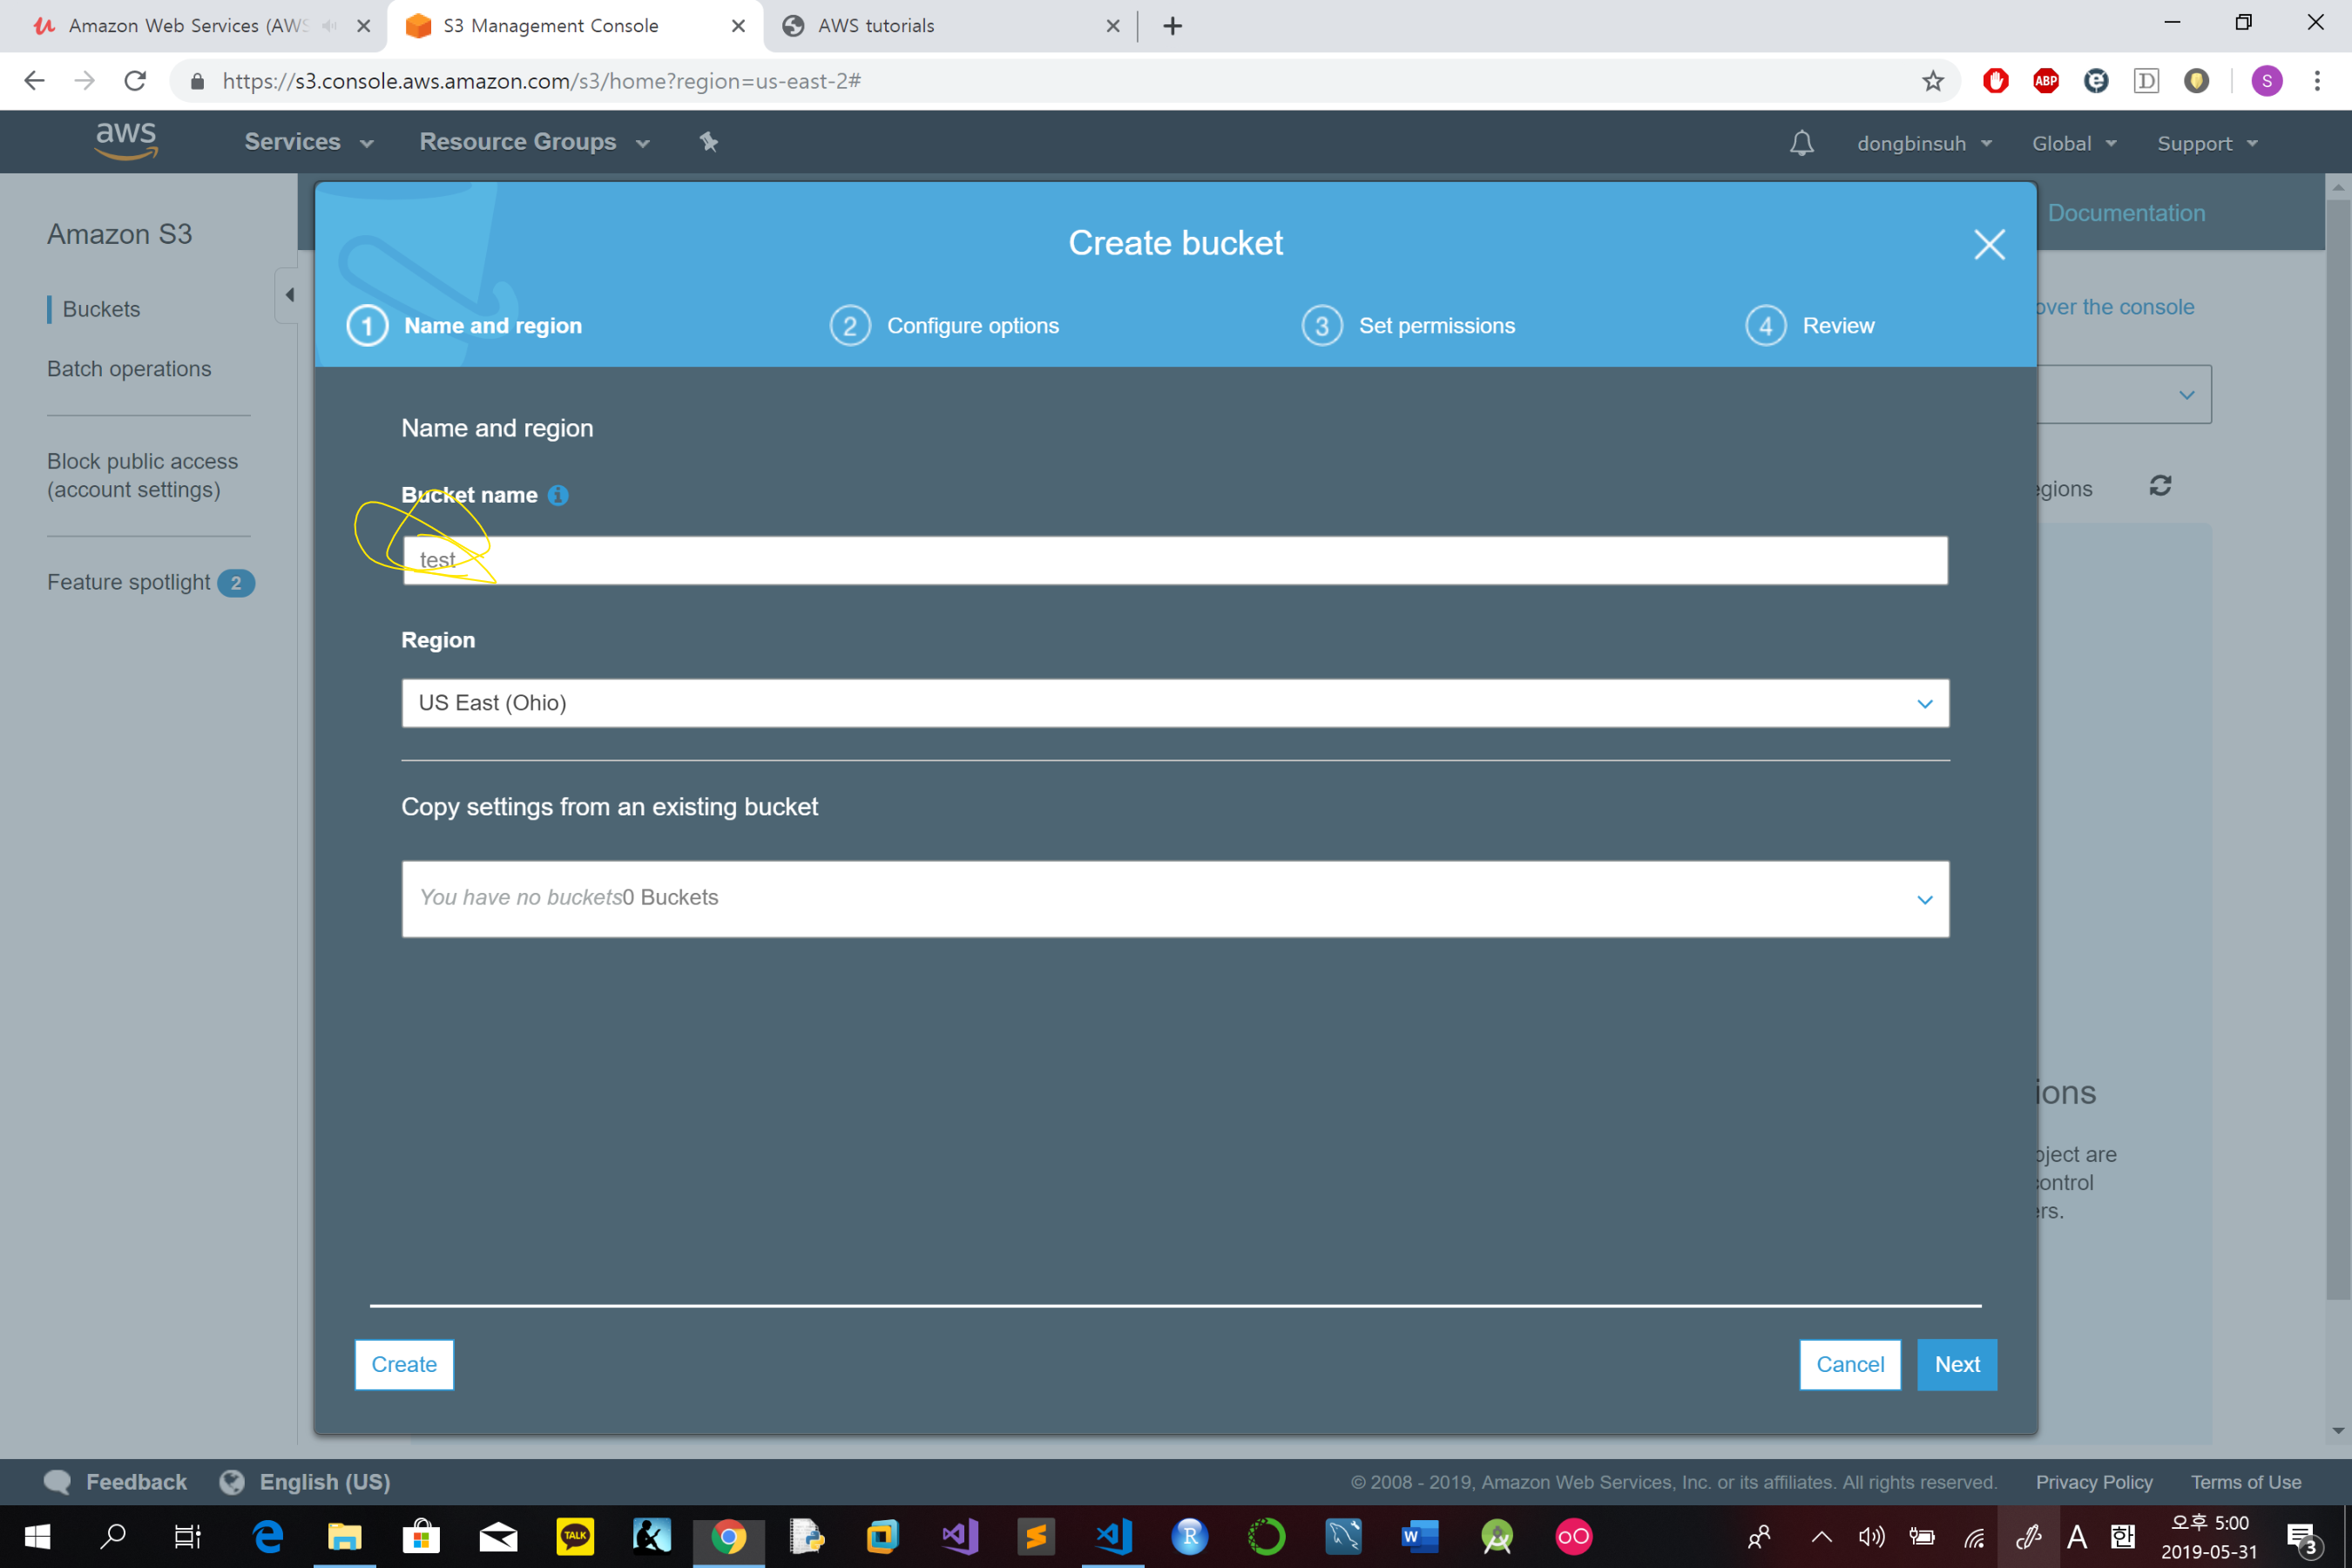 Amazon Web Services (AWS
S3 Management Console
AWS tutorials
https://s3.console.aws.amazon.com/s3/home?region=us-east-2#
ABP
D
S
aws
Services
Resource Groups
dongbinsuh
Global
Support
Amazon S3
Buckets
Batch operations
Block public access
(account settings)
Feature spotlight 2
Documentation
over the console
egions
ions
oject are
control
ers.
Create bucket
1 Name and region
2 Configure options
3 Set permissions
4 Review
Name and region
Bucket name
test
Region
US East (Ohio)
Copy settings from an existing bucket
You have no buckets0 Buckets
Create
Cancel
Next
Feedback
English (US)
© 2008 - 2019, Amazon Web Services, Inc. or its affiliates. All rights reserved.
Privacy Policy
Terms of Use
TALK
R
W
A
한
오후 5:00
2019-05-31
3